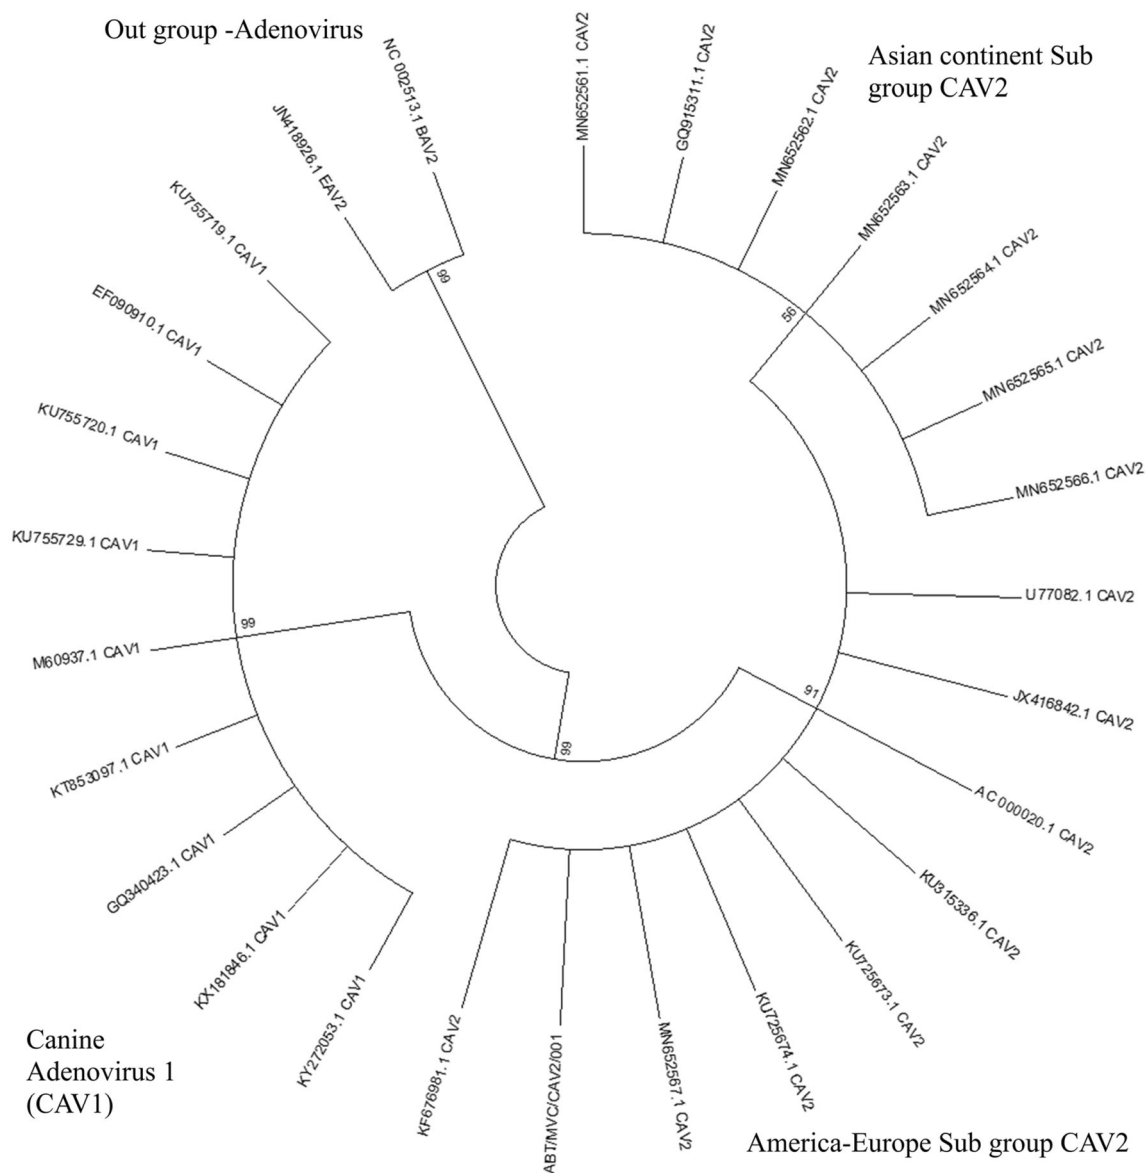 Out group -Adenovirus
NC 002513.1 BAV2
JN418926.1 EAV2
MN652561.1 CAV2
GQ915311.1 CAV2
MN652562.1 CAV2
Asian continent Sub
group CAV2
MN652563.1 CAV2
MN652564.1 CAV2
MN652565.1 CAV2
MN652566.1 CAV2
U77082.1 CAV2
JX416842.1 CAV2
AC 000020.1 CAV2
KU315336.1 CAV2
KU725673.1 CAV2
KU725674.1 CAV2
MN652567.1 CAV2
ABT/MVC/CAV2/001
KF676981.1 CAV2
America-Europe Sub group CAV2
KY272053.1 CAV1
KX181846.1 CAV1
GQ340423.1 CAV1
KT853097.1 CAV1
M60937.1 CAV1
KU755729.1 CAV1
KU755720.1 CAV1
EF090910.1 CAV1
KU755719.1 CAV1
Canine
Adenovirus 1
(CAV1)
99
56
91
99
99